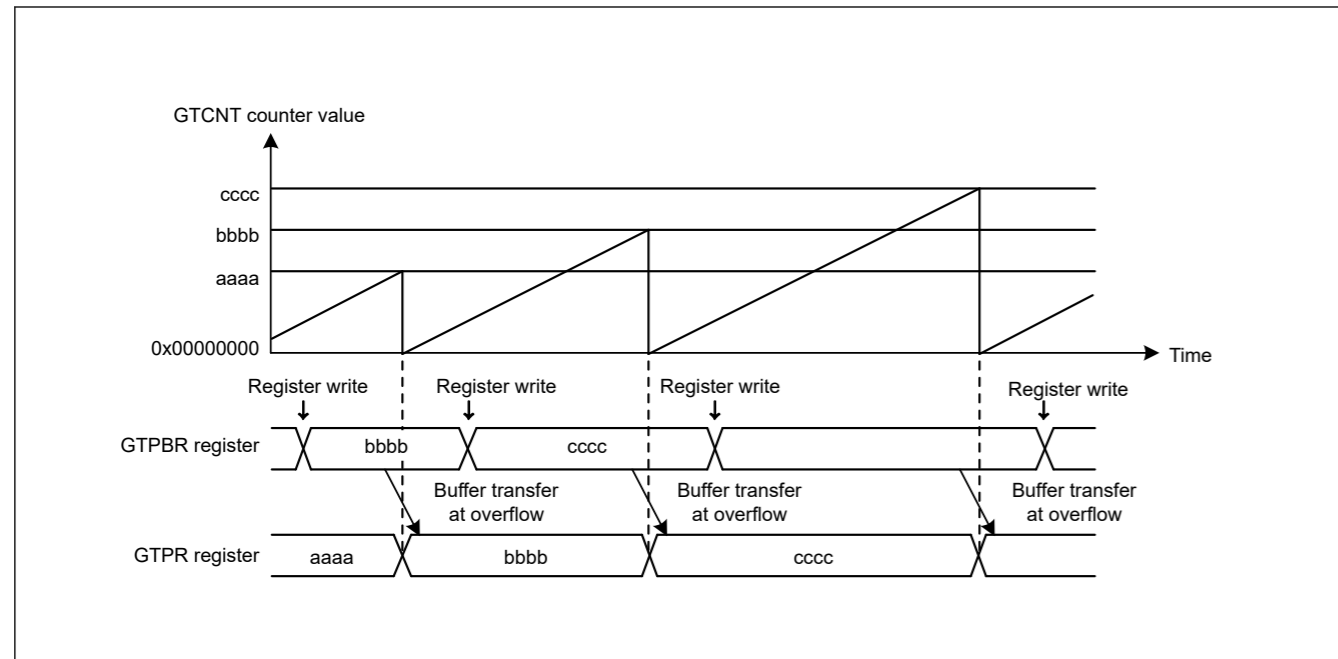 GTCNT counter value
cccc
bbbb
aaaa
0x00000000
Time
Register write Register write Register write Register write
GTPBR register bbbb cccc
Buffer transfer at overflow
Buffer transfer at overflow
Buffer transfer at overflow
GTPR register aaaa bbbb cccc